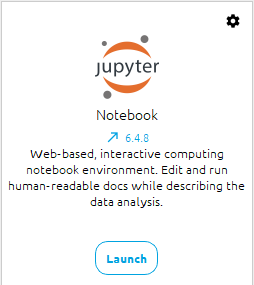 jupyter
Notebook
6.4.8
Web-based, interactive computing
notebook environment. Edit and run
human-readable docs while describing the
data analysis.
Launch